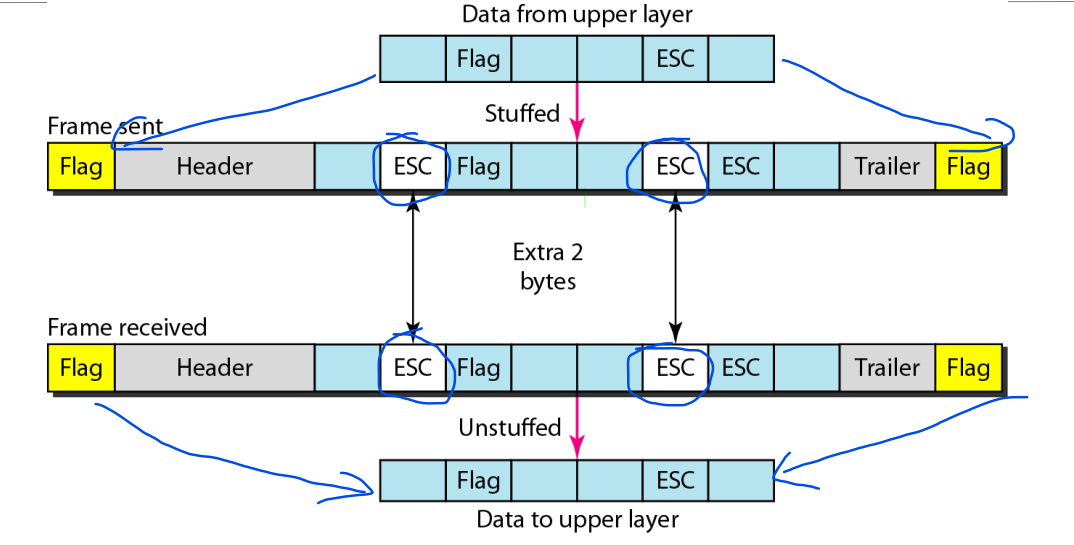 Data from upper layer
Flag ESC
Stuffed
Frame sent
Flag Header ESC Flag ESC ESC Trailer Flag
Extra 2
bytes
Frame received
Flag Header ESC Flag ESC ESC Trailer Flag
Unstuffed
Flag ESC
Data to upper layer